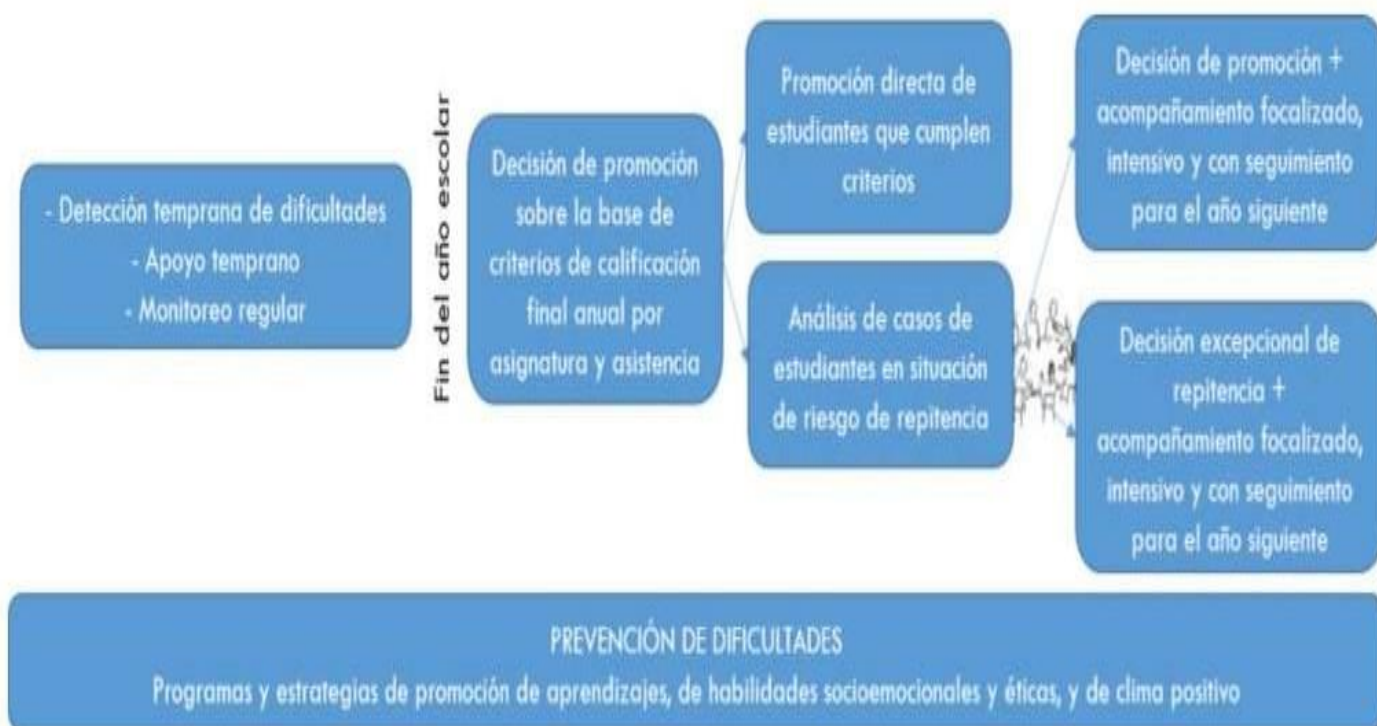 - Detección temprana de dificultades
- Apoyo temprano
- Monitoreo regular
Fin del año escolar
Decisión de promoción
sobre la base de
criterios de calificación
final anual por
asignatura y asistencia
Promoción directa de
estudiantes que cumplen
criterios
Análisis de casos de
estudiantes en situación
de riesgo de repitencia
Decisión de promoción +
acompañamiento focalizado,
intensivo y con seguimiento
para el año siguiente
Decisión excepcional de
repitencia +
acompañamiento focalizado,
intensivo y con seguimiento
para el año siguiente
PREVENCIÓN DE DIFICULTADES
Programas y estrategias de promoción de aprendizajes, de habilidades socioemocionales y éticas, y de clima positivo